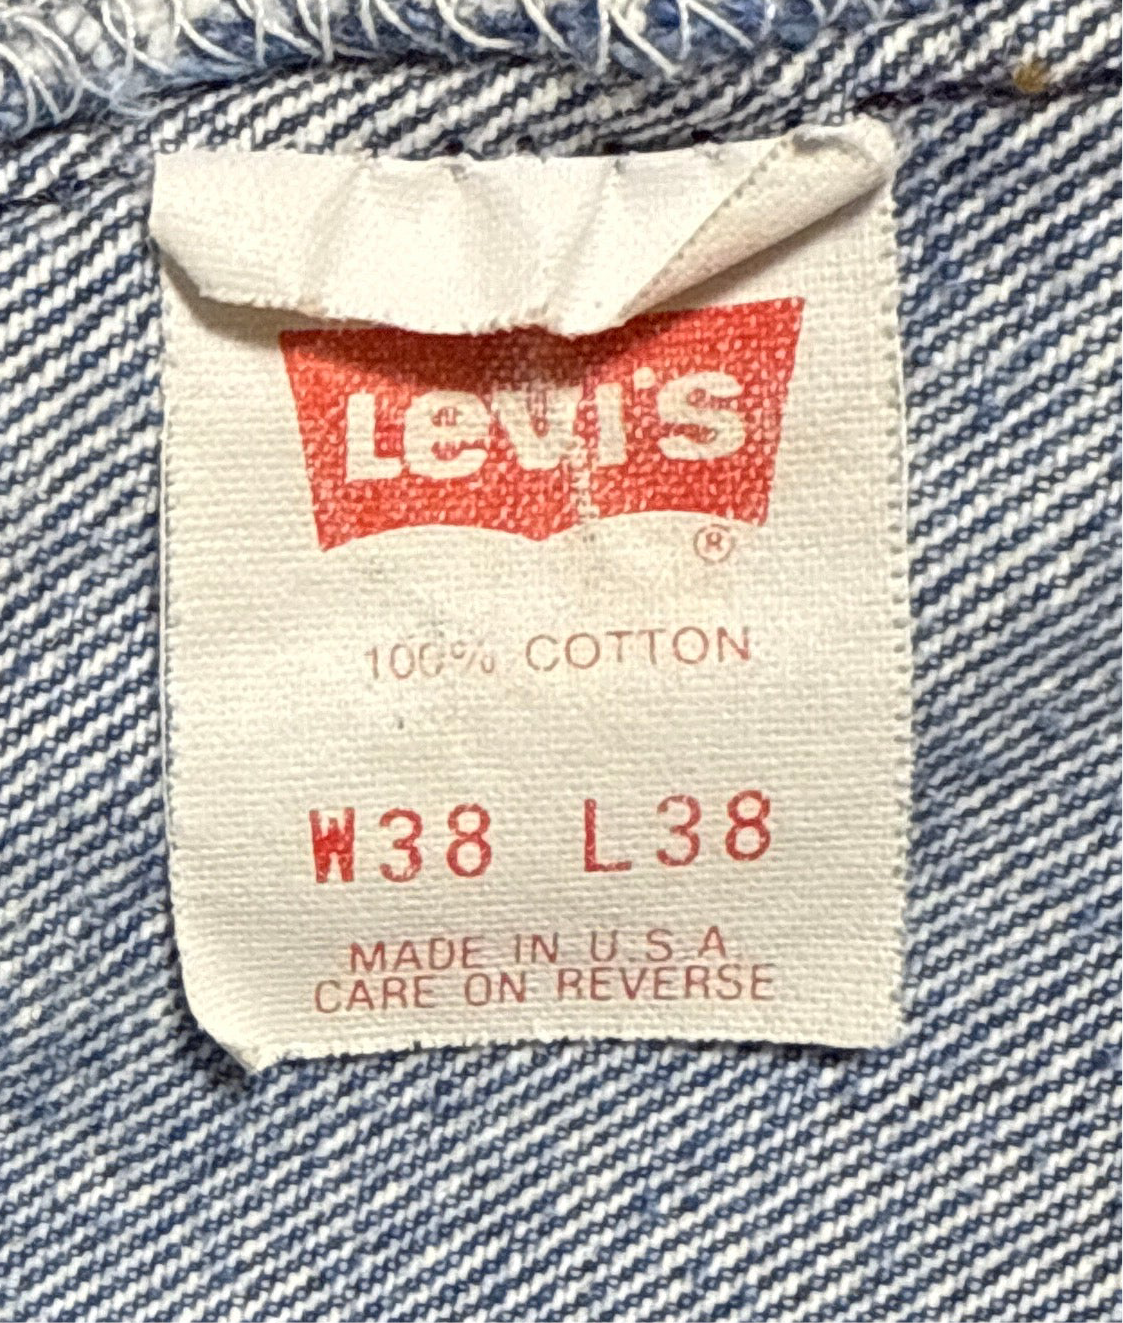 Levi's
®
100% COTTON
W38 L38
MADE IN U.S.A.
CARE ON REVERSE